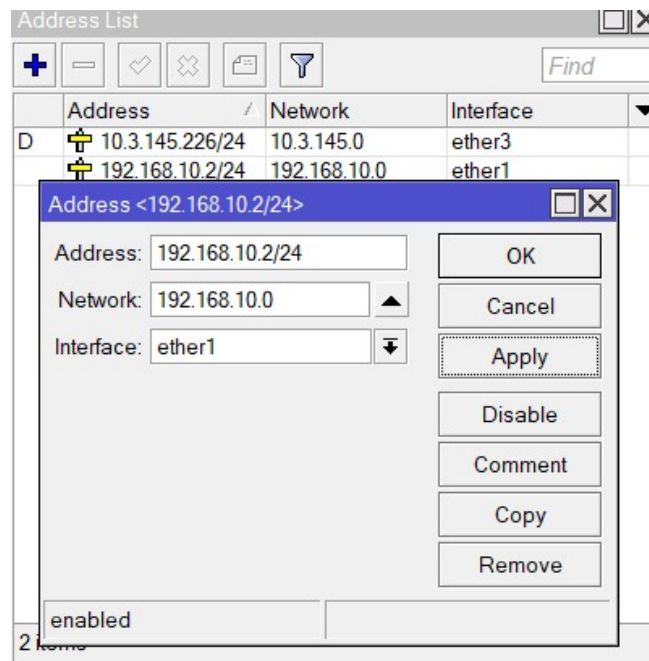 Address List
Find
Address Network Interface
D 10.3.145.226/24 10.3.145.0 ether3
192.168.10.2/24 192.168.10.0 ether1
Address <192.168.10.2/24>
Address: 192.168.10.2/24 OK
Network: 192.168.10.0 Cancel
Interface: ether1 Apply
Disable
Comment
Copy
Remove
enabled
2 items